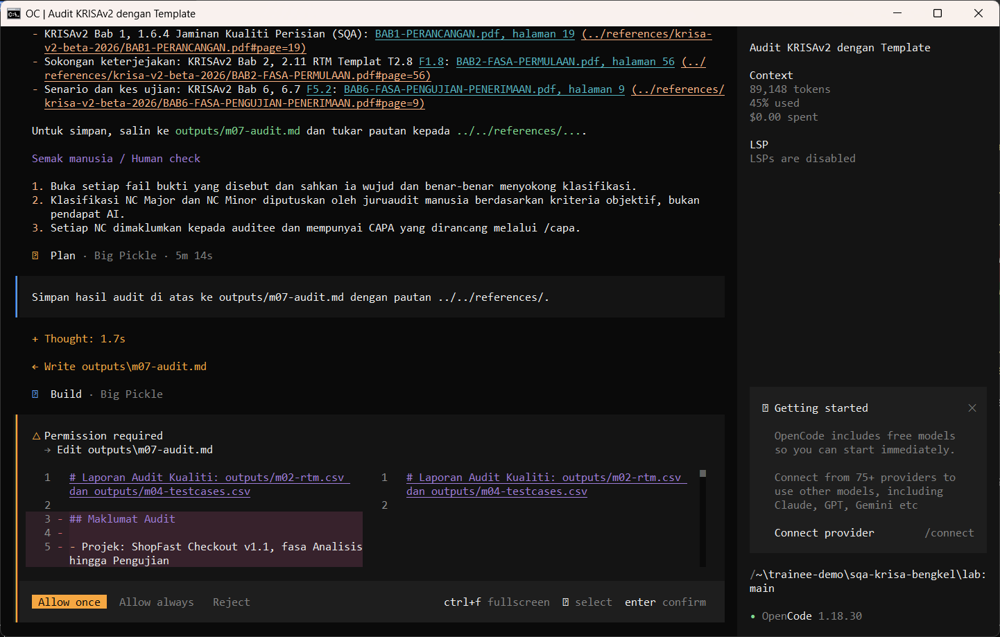 OC | Audit KRISAv2 dengan Template
- KRISAv2 Bab 1, 1.6.4 Jaminan Kualiti Perisian (SQA): BAB1-PERANCANGAN.pdf, halaman 19 (../references/krisa-
v2-beta-2026/BAB1-PERANCANGAN.pdf#page=19)
- Sokongan keterjejakan: KRISAv2 Bab 2, 2.11 RTM Templat T2.8 F1.8: BAB2-FASA-PERMULAAN.pdf, halaman 56 (../
references/krisa-v2-beta-2026/BAB2-FASA-PERMULAAN.pdf#page=56)
- Senario dan kes ujian: KRISAv2 Bab 6, 6.7 F5.2: BAB6-FASA-PENGUJIAN-PENERIMAAN.pdf, halaman 9 (../references/
krisa-v2-beta-2026/BAB6-FASA-PENGUJIAN-PENERIMAAN.pdf#page=9)
Untuk simpan, salin ke outputs/m07-audit.md dan tukar pautan kepada ../../references/....
Semak manusia / Human check
1. Buka setiap fail bukti yang disebut dan sahkan ia wujud dan benar-benar menyokong klasifikasi.
2. Klasifikasi NC Major dan NC Minor diputuskan oleh juruaudit manusia berdasarkan kriteria objektif, bukan
pendapat AI.
3. Setiap NC dimaklumkan kepada auditee dan mempunyai CAPA yang dirancang melalui /capa.
Plan · Big Pickle · 5m 14s
Simpan hasil audit di atas ke outputs/m07-audit.md dengan pautan ../../references/.
+ Thought: 1.7s
← Write outputs\m07-audit.md
Build · Big Pickle
△ Permission required
→ Edit outputs\m07-audit.md
1 # Laporan Audit Kualiti: outputs/m02-rtm.csv
dan outputs/m04-testcases.csv
2
3 - ## Maklumat Audit
4 -
5 - - Projek: ShopFast Checkout v1.1, fasa Analisis
hingga Pengujian
1 # Laporan Audit Kualiti: outputs/m02-rtm.csv
dan outputs/m04-testcases.csv
2
Allow once Allow always Reject ctrl+f fullscreen select enter confirm
Audit KRISAv2 dengan Template
Context
89,148 tokens
45% used
$0.00 spent
LSP
LSPs are disabled
Getting started
OpenCode includes free models
so you can start immediately.
Connect from 75+ providers to
use other models, including
Claude, GPT, Gemini etc
Connect provider /connect
/~\trainee-demo\sqa-krisa-bengkel\lab:
main
• OpenCode 1.18.30